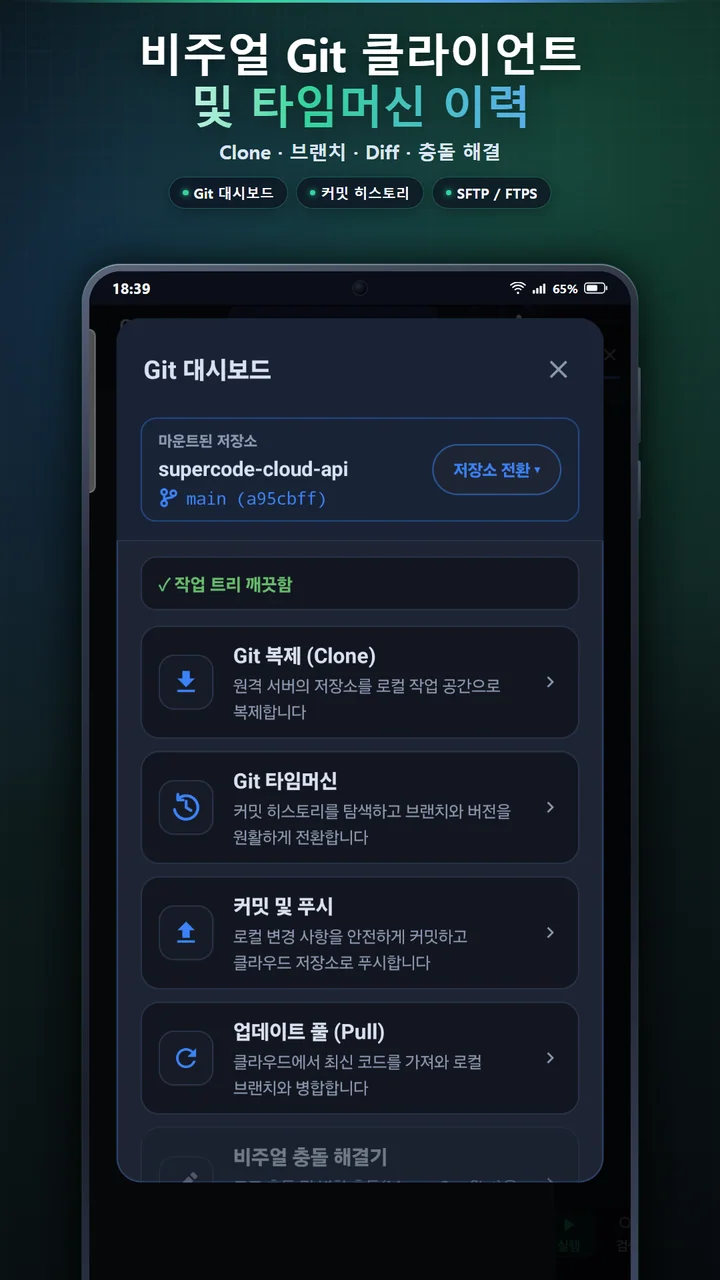 비주얼 Git 클라이언트
및 타임머신 이력
Clone · 브랜치 · Diff · 충돌 해결
Git 대시보드
커밋 히스토리
SFTP / FTPS
18:39
65%
Git 대시보드
마운트된 저장소
supercode-cloud-api
main (a95cbff)
저장소 전환 ▾
✓ 작업 트리 깨끗함
Git 복제 (Clone)
원격 서버의 저장소를 로컬 작업 공간으로
복제합니다
Git 타임머신
커밋 히스토리를 탐색하고 브랜치와 버전을
원활하게 전환합니다
커밋 및 푸시
로컬 변경 사항을 안전하게 커밋하고
클라우드 저장소로 푸시합니다
업데이트 풀 (Pull)
클라우드에서 최신 코드를 가져와 로컬
브랜치와 병합합니다
비주얼 충돌 해결기
실행